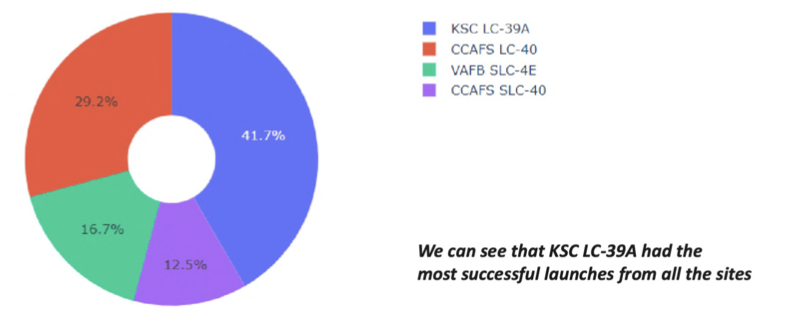 KSC LC-39A
CCAFS LC-40
VAFB SLC-4E
CCAFS SLC-40
29.2%
41.7%
16.7%
12.5%
We can see that KSC LC-39A had the
most successful launches from all the sites